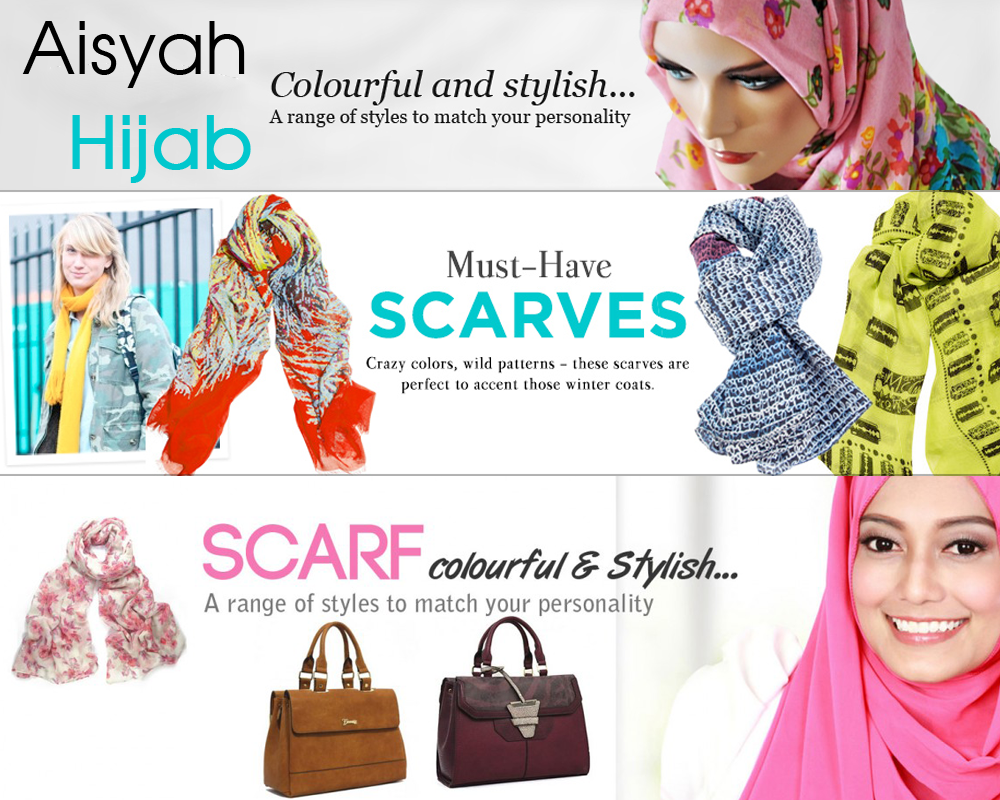 Aisyah
Hijab
Colourful and stylish...
A range of styles to match your personality
Must-Have
SCARVES
Crazy colors, wild patterns – these scarves are
perfect to accent those winter coats.
SCARF colourful & Stylish...
A range of styles to match your personality